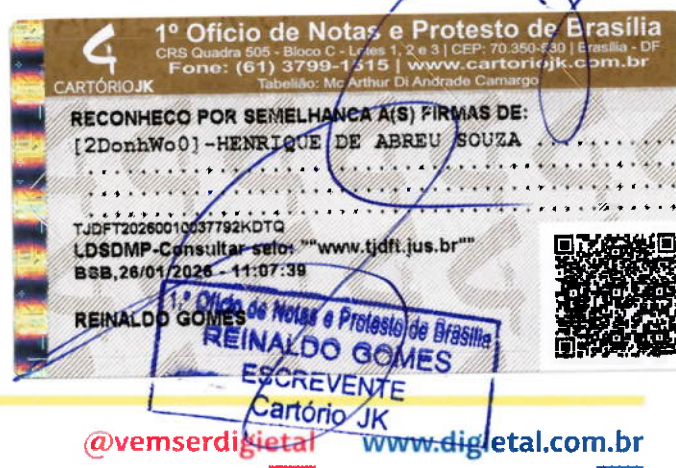 1º Ofício de Notas e Protesto de Brasília
CRS Quadra 505 - Bloco C - Lotes 1, 2 e 3 | CEP: 70.350-530 | Brasília - DF
Fone: (61) 3799-1515 | www.cartoriojk.com.br
CARTÓRIOJK
Tabelião: Mc Arthur Di Andrade Camargo
RECONHECO POR SEMELHANCA A(S) FIRMAS DE:
[2DonhWo0]-HENRIQUE DE ABREU SOUZA
TJDFT20260010037792KDTQ
LDSDMP-Consultar selo: ""www.tjdft.jus.br""
BSB,26/01/2026 - 11:07:39
REINALDO GOMES
1.º Ofício de Notas e Protesto de Brasília
REINALDO GOMES
ESCREVENTE
Cartório JK
@vemserdigietal www.digietal.com.br